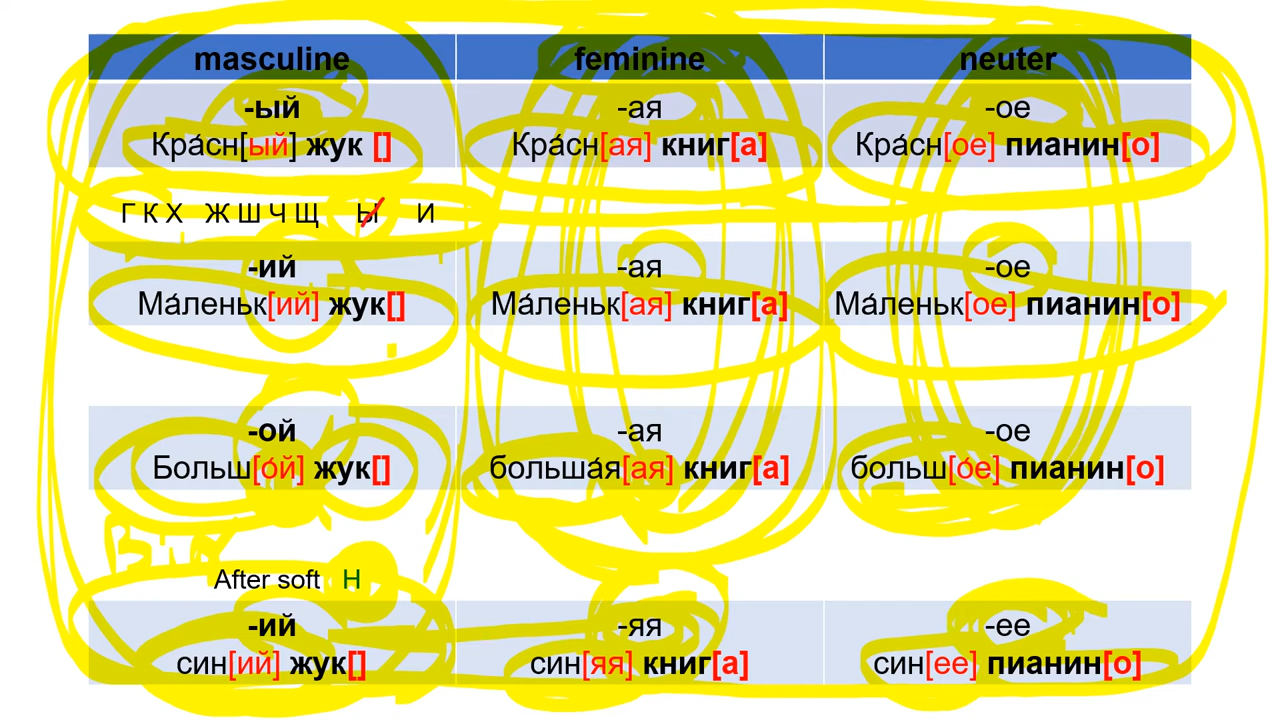 masculine feminine neuter
-ый -ая -ое
Кра́сн[ый] жук [] Кра́сн[ая] книг[а] Кра́сн[ое] пианин[о]
Г К Х Ж Ш Ч Щ Ы И
-ий -ая -ое
Ма́леньк[ий] жук[] Ма́леньк[ая] книг[а] Ма́леньк[ое] пианин[о]
-ой -ая -ое
Больш[о́й] жук[] больша́я[ая] книг[а] больш[о́е] пианин[о]
After soft Н
-ий -яя -ее
син[ий] жук[] син[яя] книг[а] син[ее] пианин[о]